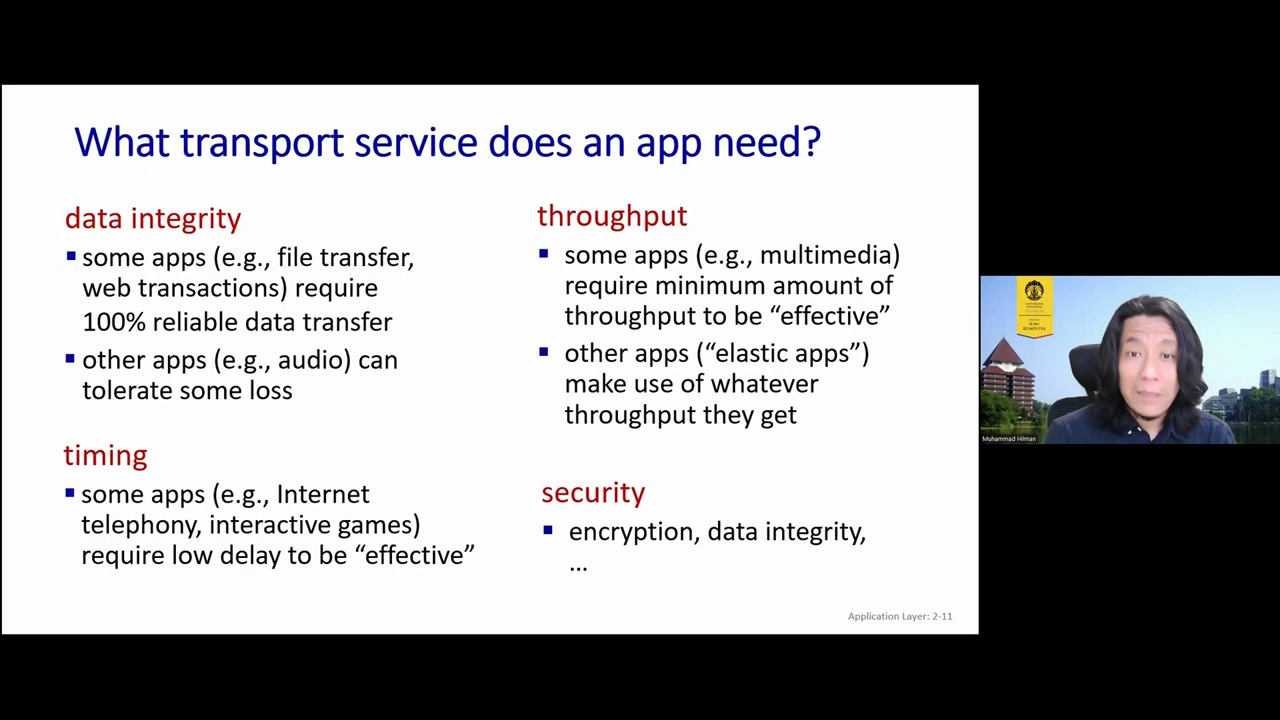 What transport service does an app need?
data integrity
▪ some apps (e.g., file transfer,
web transactions) require
100% reliable data transfer
▪ other apps (e.g., audio) can
tolerate some loss
timing
▪ some apps (e.g., Internet
telephony, interactive games)
require low delay to be “effective”
throughput
▪ some apps (e.g., multimedia)
require minimum amount of
throughput to be “effective”
▪ other apps (“elastic apps”)
make use of whatever
throughput they get
security
▪ encryption, data integrity,
...
Application Layer: 2-11
ILMU
KOMPUTER
Muhammad Hilman